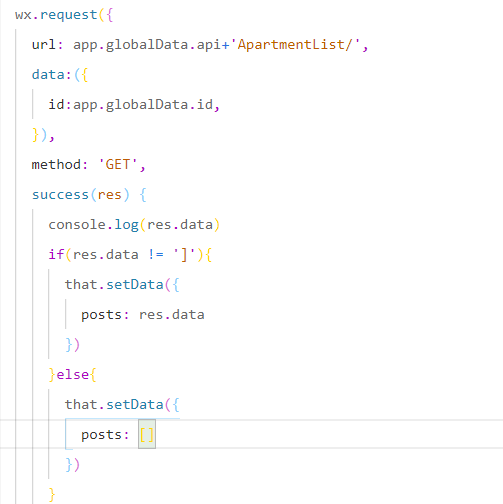 wx.request({
url: app.globalData.api+'ApartmentList/',
data:({
id:app.globalData.id,
}),
method: 'GET',
success(res) {
console.log(res.data)
if(res.data != ']'){
that.setData({
posts: res.data
})
}else{
that.setData({
posts: []
})
}